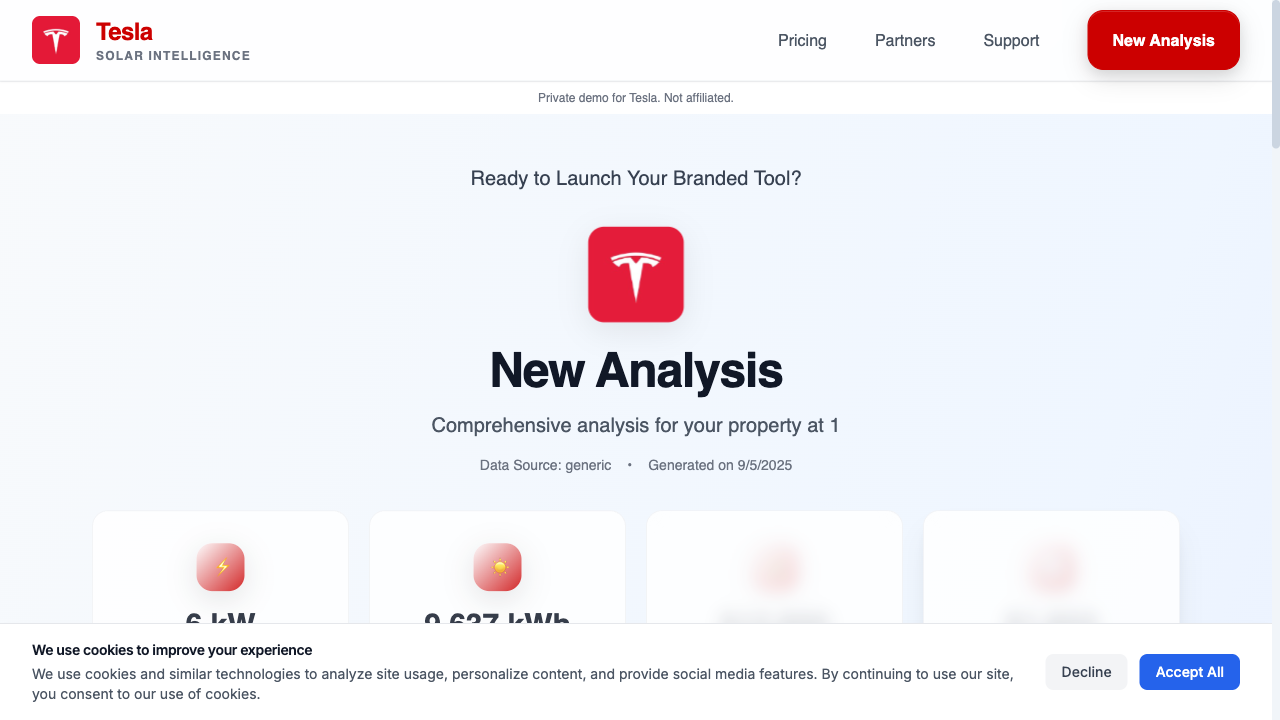 Tesla
SOLAR INTELLIGENCE
Pricing
Partners
Support
New Analysis
Private demo for Tesla. Not affiliated.
Ready to Launch Your Branded Tool?
New Analysis
Comprehensive analysis for your property at 1
Data Source: generic • Generated on 9/5/2025
6 kW
9,637 kWh
We use cookies to improve your experience
We use cookies and similar technologies to analyze site usage, personalize content, and provide social media features. By continuing to use our site,
you consent to our use of cookies.
Decline
Accept All